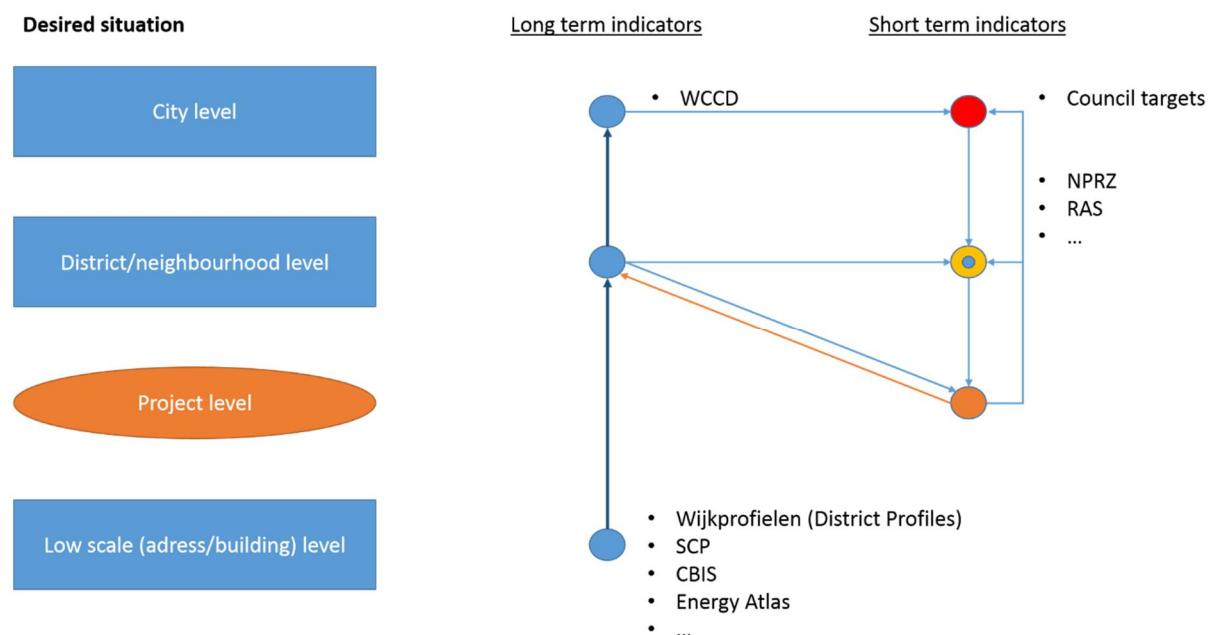 Desired situation
Long term indicators
Short term indicators
City level
• WCCD
• Council targets
• NPRZ
• RAS
• ...
District/neighbourhood level
Project level
Low scale (adress/building) level
• Wijkprofielen (District Profiles)
• SCP
• CBIS
• Energy Atlas
• ...